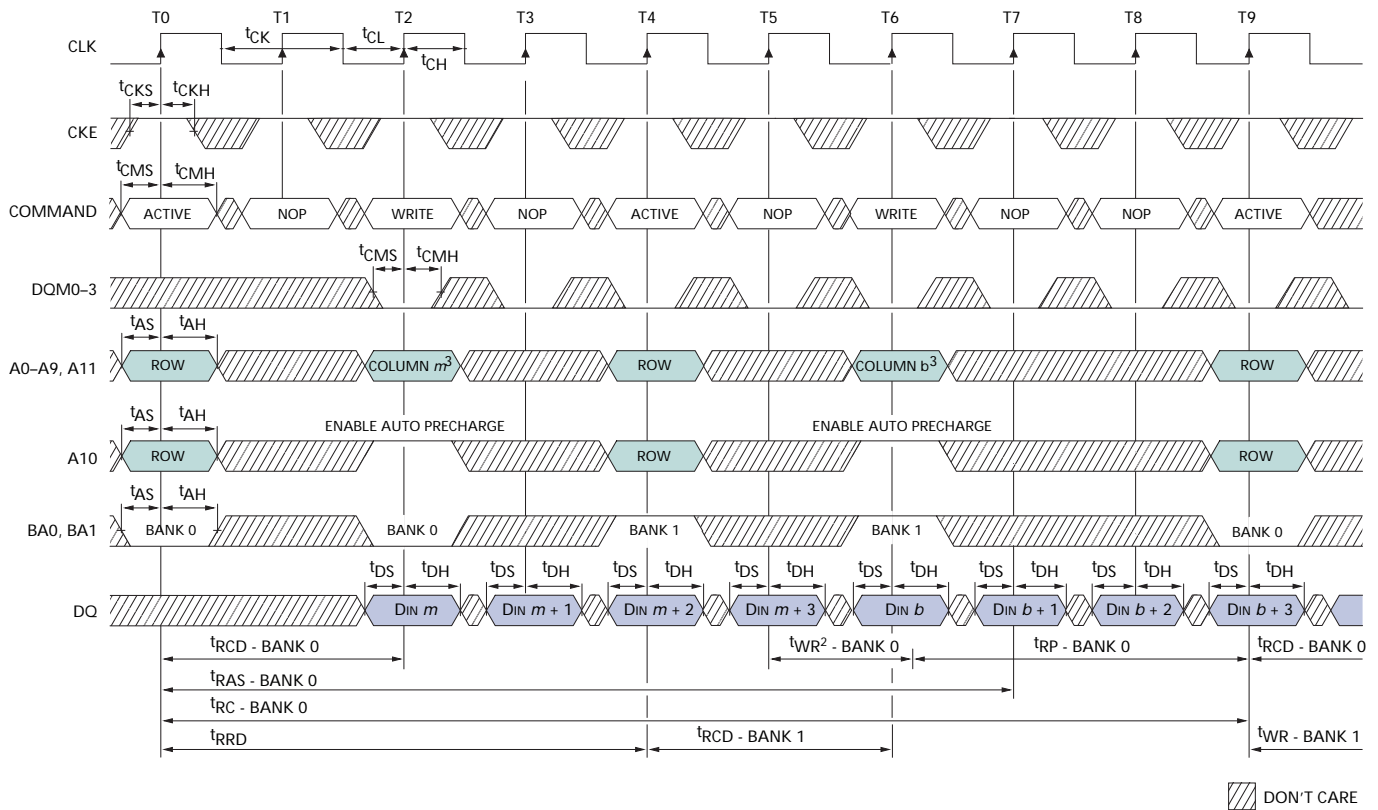 T0 T1 T2 T3 T4 T5 T6 T7 T8 T9
CLK tCK tCL
tCH
tCKS tCKH
CKE
tCMS tCMH
COMMAND ACTIVE NOP WRITE NOP ACTIVE NOP WRITE NOP NOP ACTIVE
tCMS tCMH
DQM0–3
tAS tAH
A0–A9, A11 ROW COLUMN m3 ROW COLUMN b3 ROW
tAS tAH ENABLE AUTO PRECHARGE ENABLE AUTO PRECHARGE
A10 ROW ROW ROW
tAS tAH
BA0, BA1 BANK 0 BANK 0 BANK 1 BANK 1 BANK 0
tDS tDH tDS tDH tDS tDH tDS tDH tDS tDH tDS tDH tDS tDH tDS tDH
DQ DIN m DIN m + 1 DIN m + 2 DIN m + 3 DIN b DIN b + 1 DIN b + 2 DIN b + 3
tRCD - BANK 0 tWR2 - BANK 0 tRP - BANK 0 tRCD - BANK 0
tRAS - BANK 0
tRC - BANK 0
tRRD tRCD - BANK 1 tWR - BANK 1
DON'T CARE